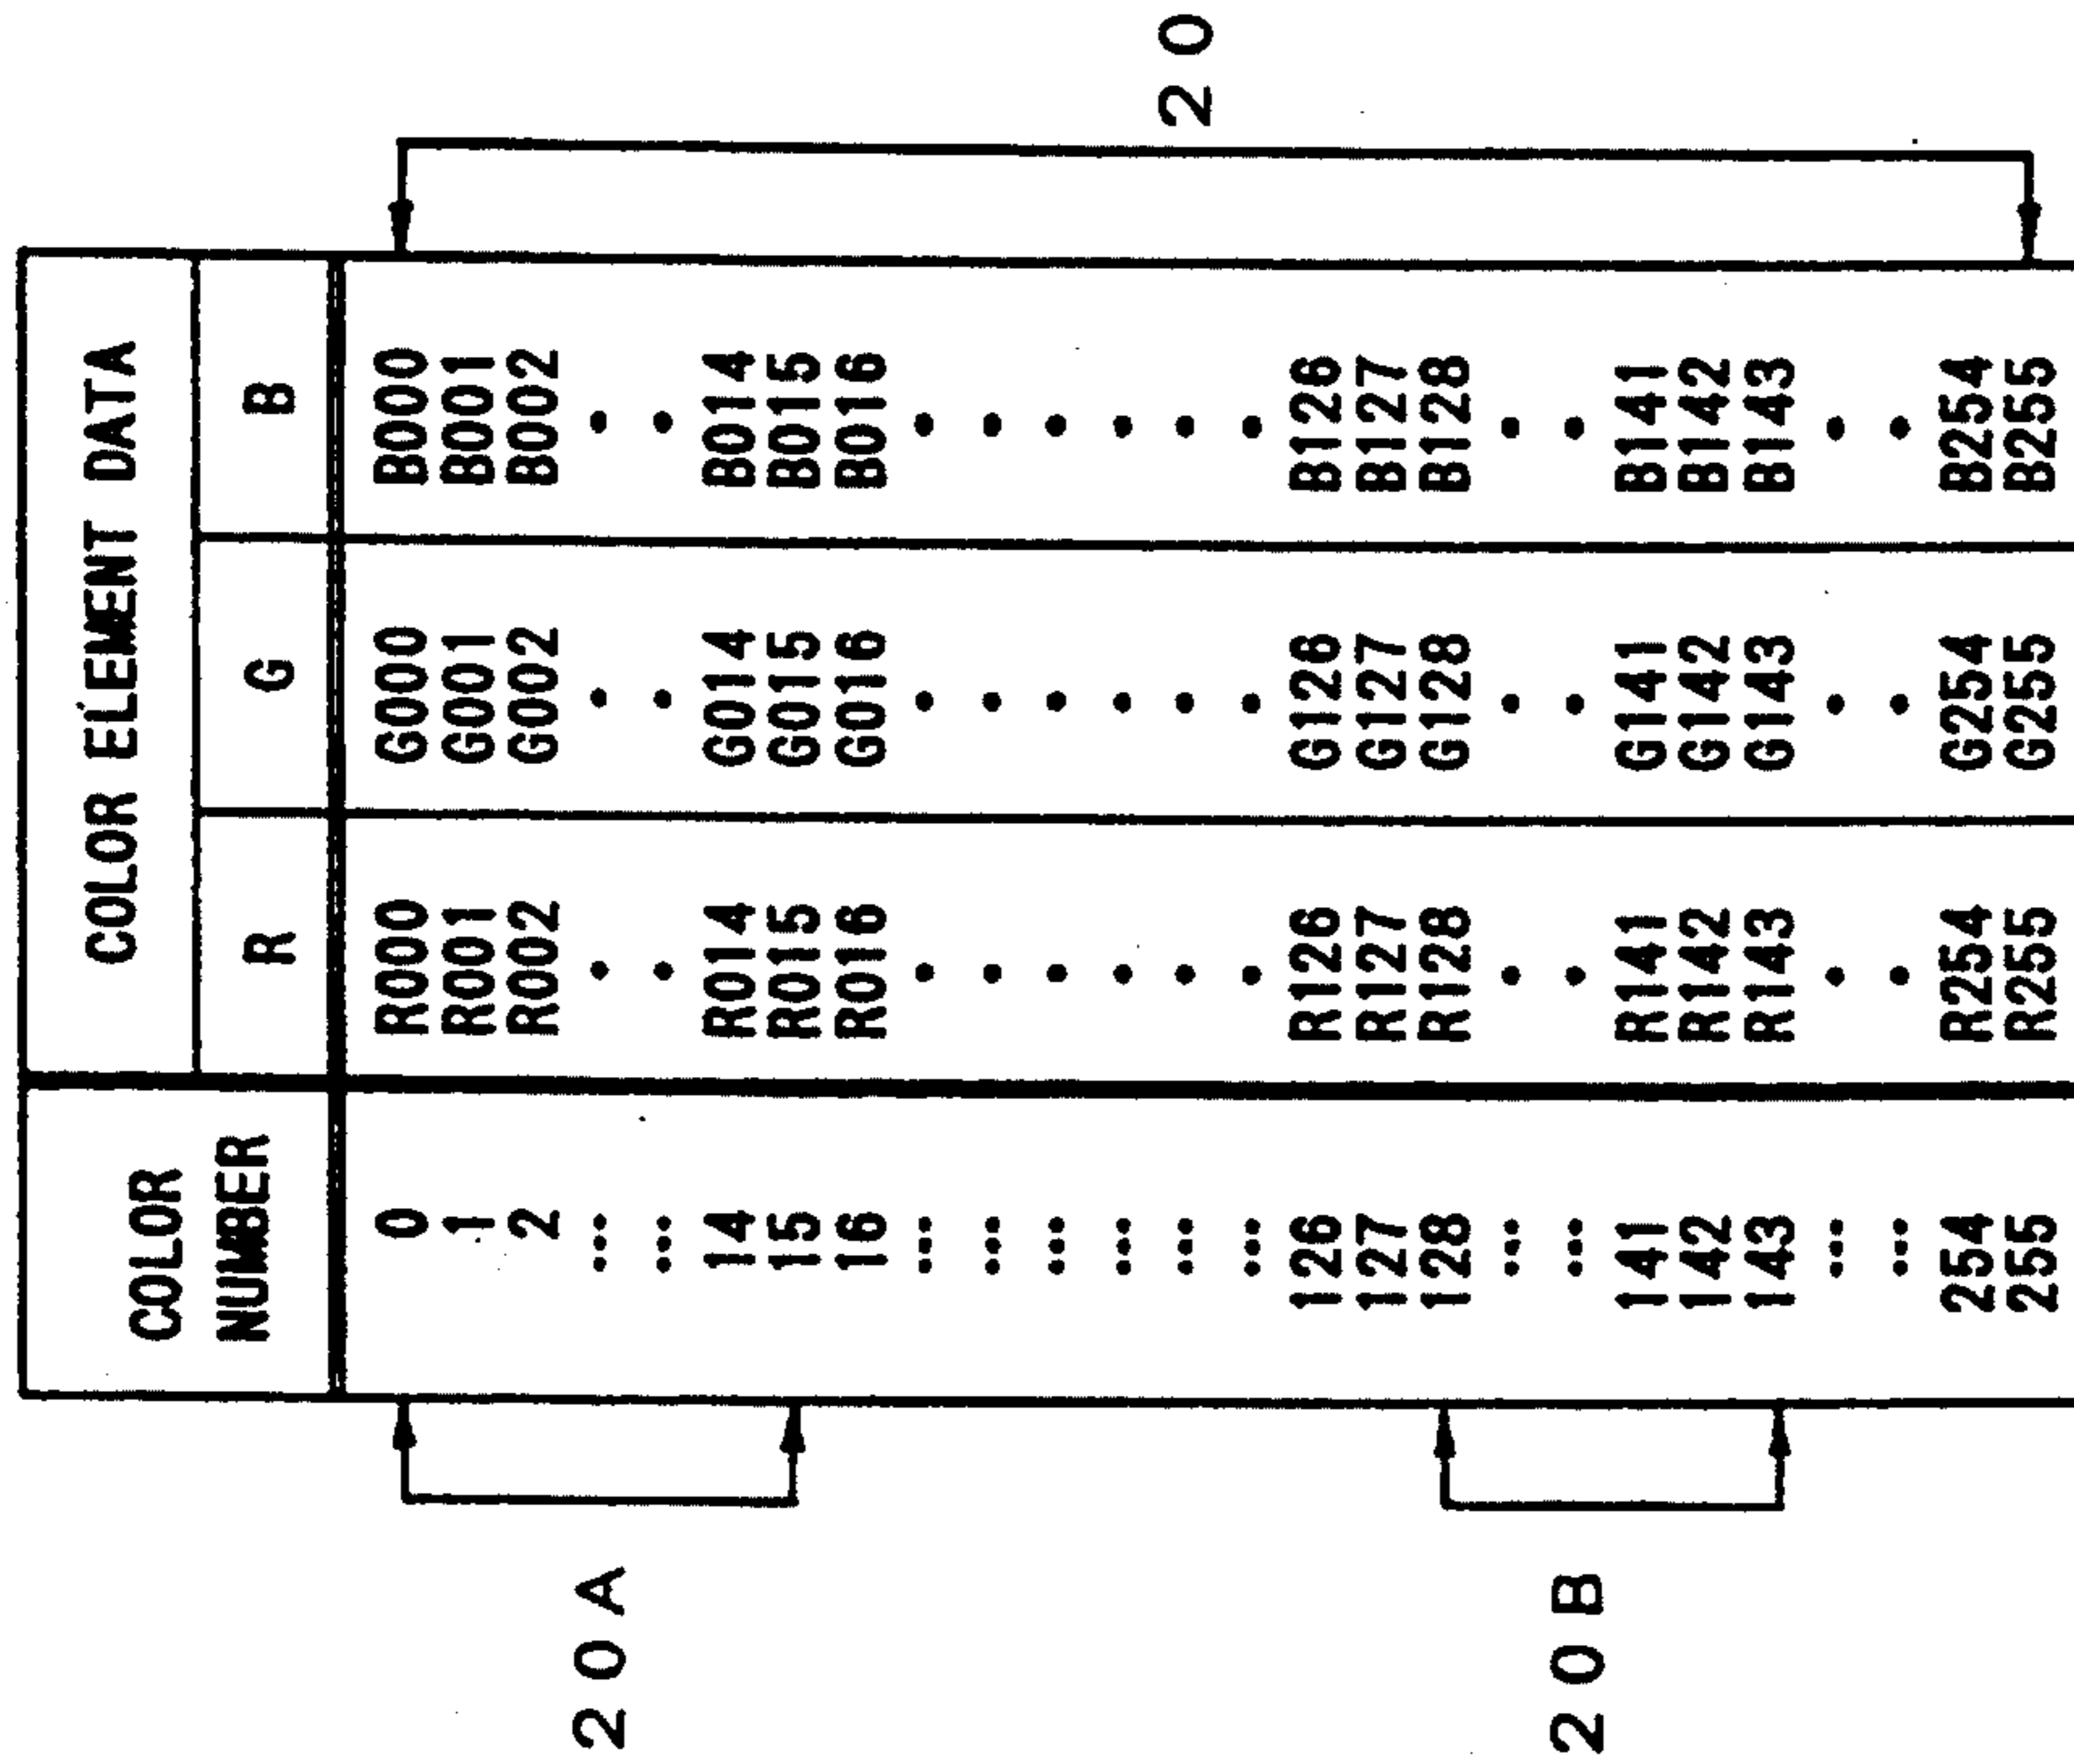 COLOR NUMBER COLOR ELEMENT DATA
R G B
0 R000 G000 B000
1 R001 G001 B001
2 R002 G002 B002
... . . .
... . . .
14 R014 G014 B014
15 R015 G015 B015
16 R016 G016 B016
... . . .
... . . .
... . . .
... . . .
... . . .
... . . .
126 R126 G126 B126
127 R127 G127 B127
128 R128 G128 B128
... . . .
... . . .
141 R141 G141 B141
142 R142 G142 B142
143 R143 G143 B143
... . . .
... . . .
254 R254 G254 B254
255 R255 G255 B255
20A
20B
20